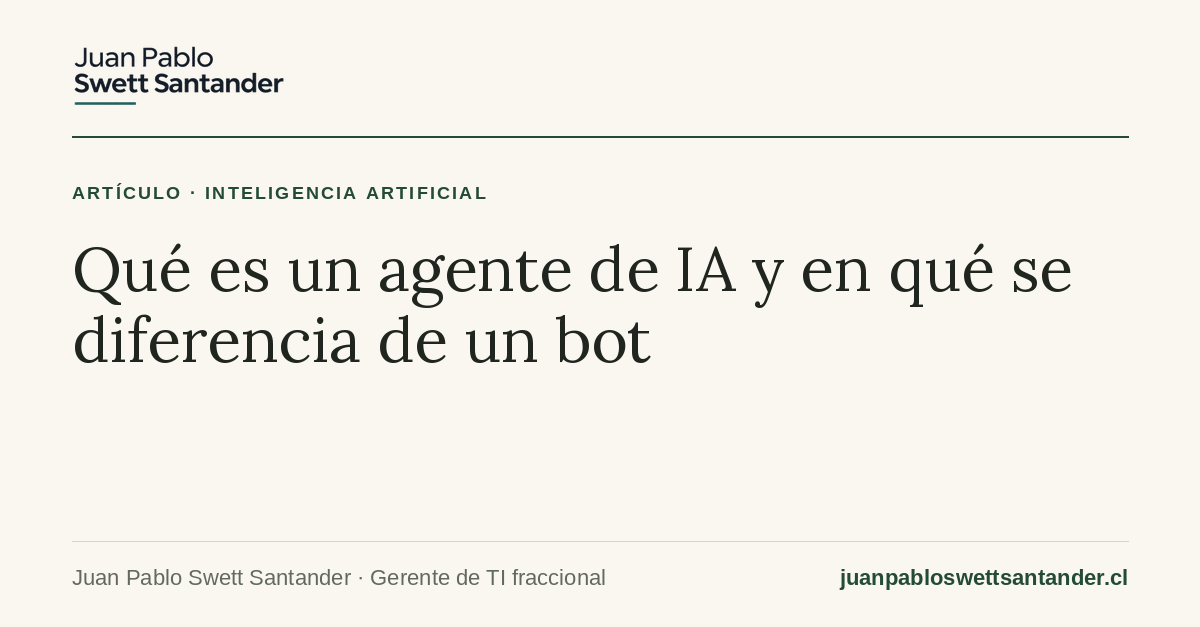 Juan Pablo
Swett Santander
ARTÍCULO · INTELIGENCIA ARTIFICIAL
Qué es un agente de IA y en qué se
diferencia de un bot
Juan Pablo Swett Santander · Gerente de TI fraccional
juanpabloswettsantander.cl